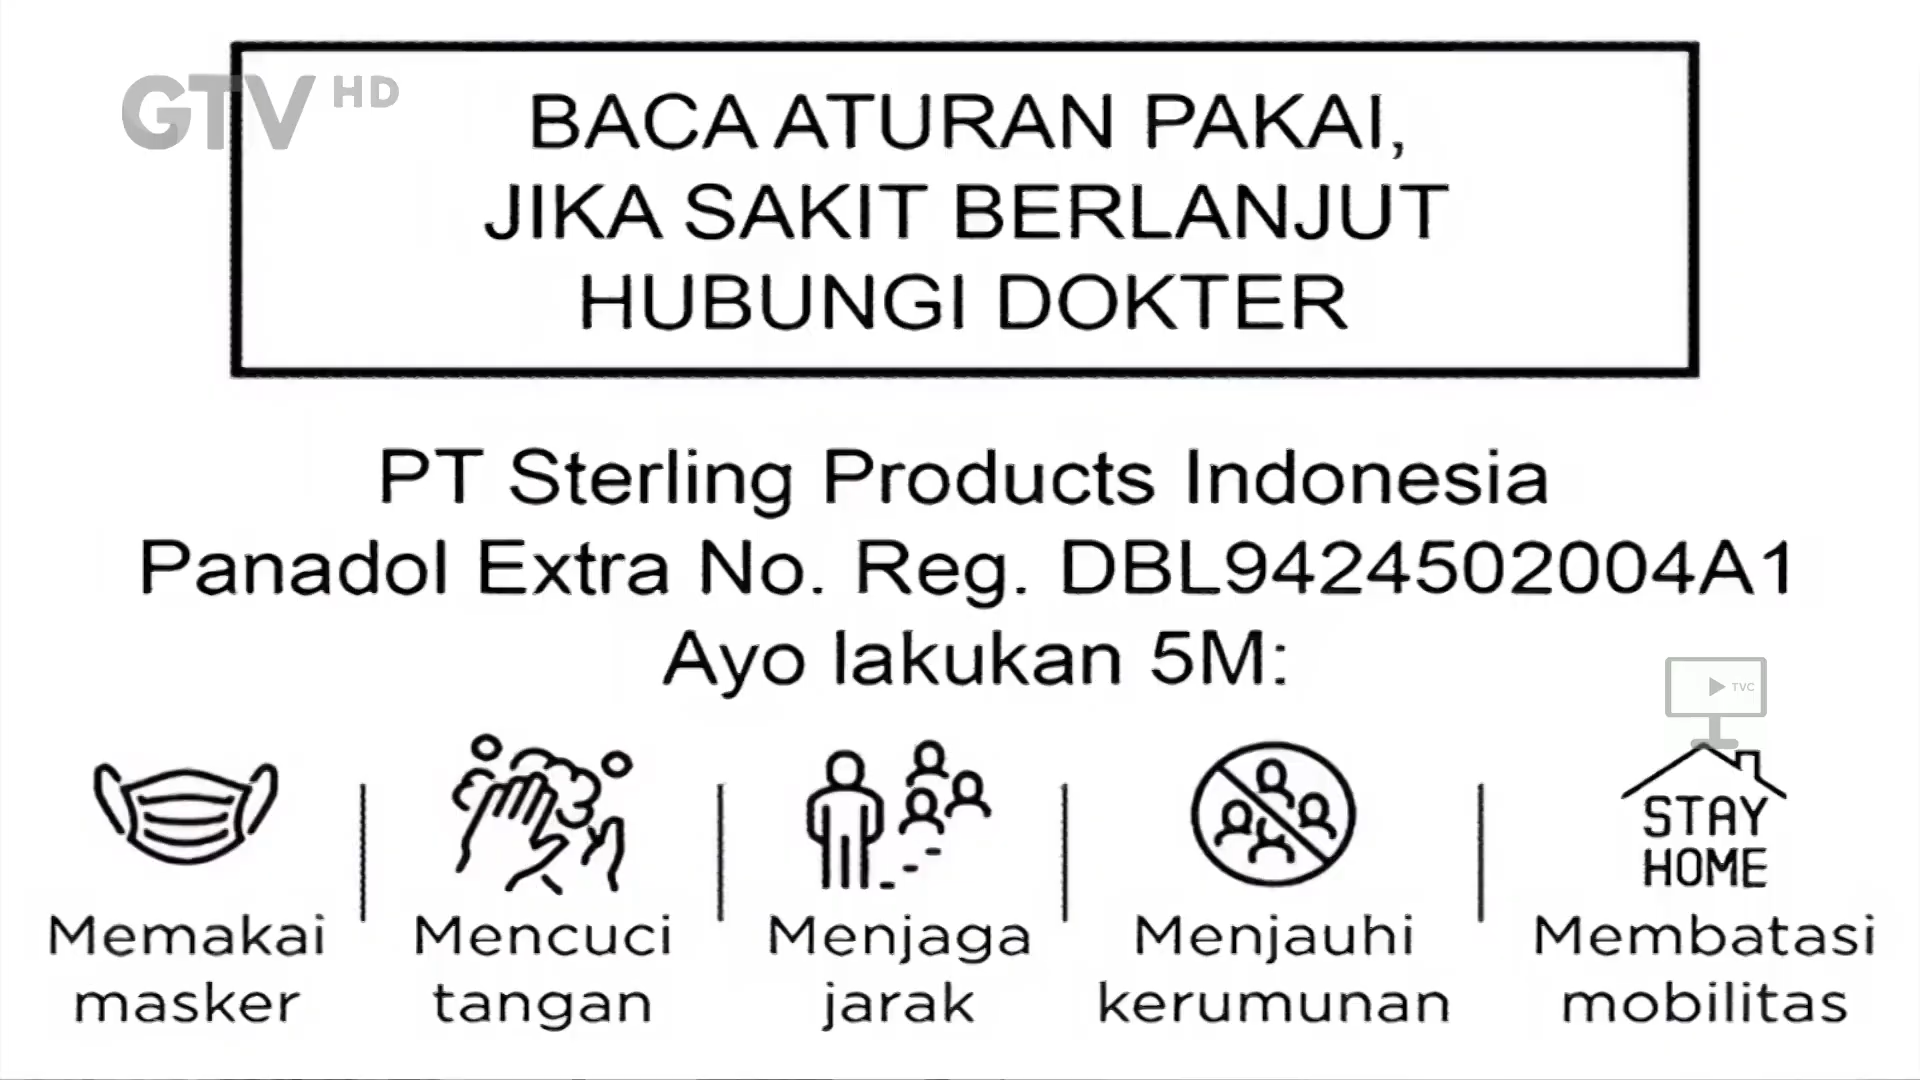 GTV HD
BACA ATURAN PAKAI,
JIKA SAKIT BERLANJUT
HUBUNGI DOKTER
PT Sterling Products Indonesia
Panadol Extra No. Reg. DBL9424502004A1
Ayo lakukan 5M:
TVC
STAY
HOME
Memakai
masker
Mencuci
tangan
Menjaga
jarak
Menjauhi
kerumunan
Membatasi
mobilitas